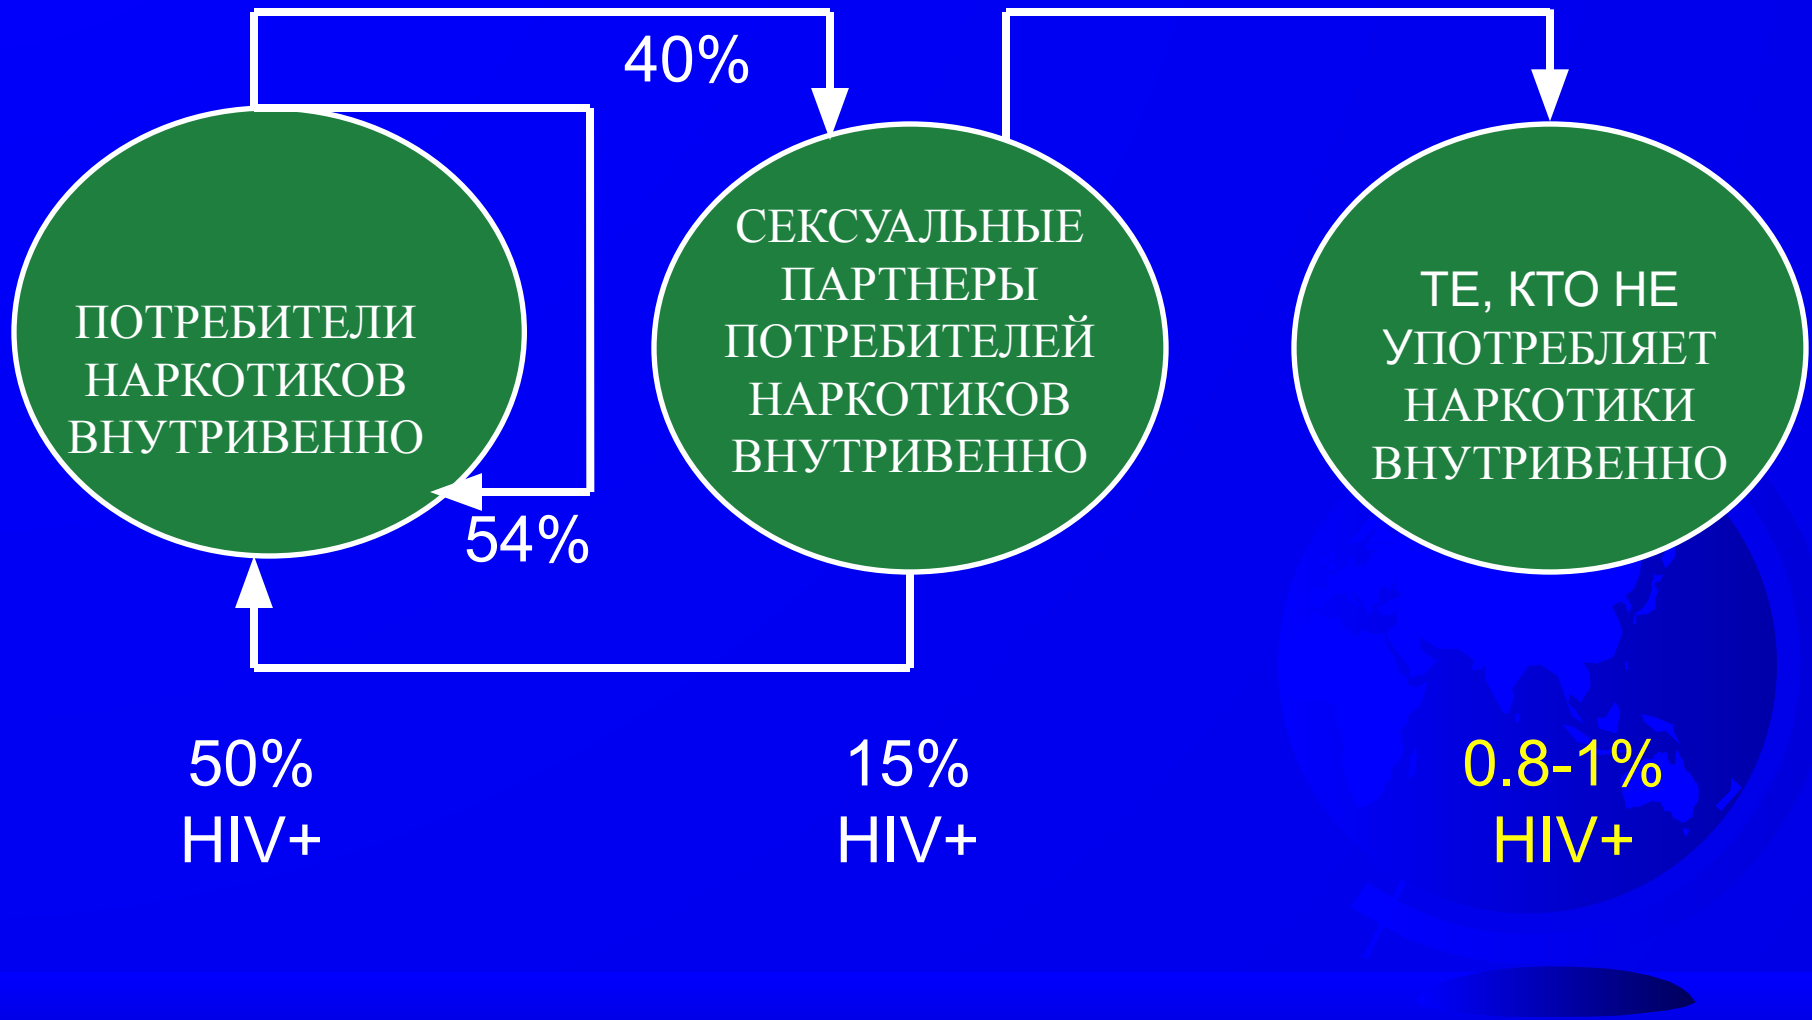 40%
ПОТРЕБИТЕЛИ
НАРКОТИКОВ
ВНУТРИВЕННО
54%
СЕКСУАЛЬНЫЕ
ПАРТНЕРЫ
ПОТРЕБИТЕЛЕЙ
НАРКОТИКОВ
ВНУТРИВЕННО
ТЕ, КТО НЕ
УПОТРЕБЛЯЕТ
НАРКОТИКИ
ВНУТРИВЕННО
50%
HIV+
15%
HIV+
0.8-1%
HIV+